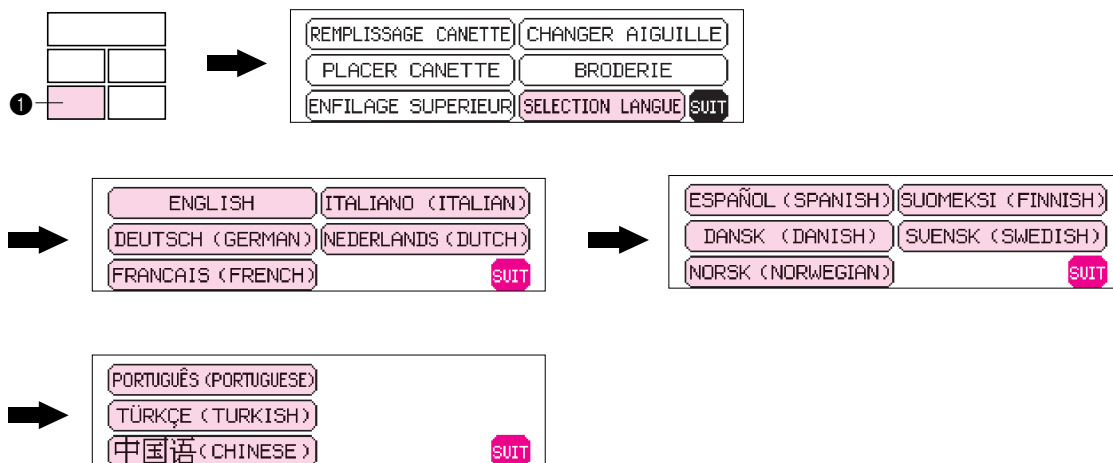 REMPLISSAGE CANETTE CHANGER AIGUILLE
PLACER CANETTE BRODERIE
1 ENFILAGE SUPERIEUR SELECTION LANGUE SUIT
ENGLISH ITALIANO (ITALIAN)
DEUTSCH (GERMAN) NEDERLANDS (DUTCH)
FRANCAIS (FRENCH) SUIT
ESPAÑOL (SPANISH) SUOMEKSI (FINNISH)
DANSK (DANISH) SVENSK (SWEDISH)
NORSK (NORWEGIAN) SUIT
PORTUGUÊS (PORTUGUESE)
TÜRKÇE (TURKISH)
中国语(CHINESE) SUIT